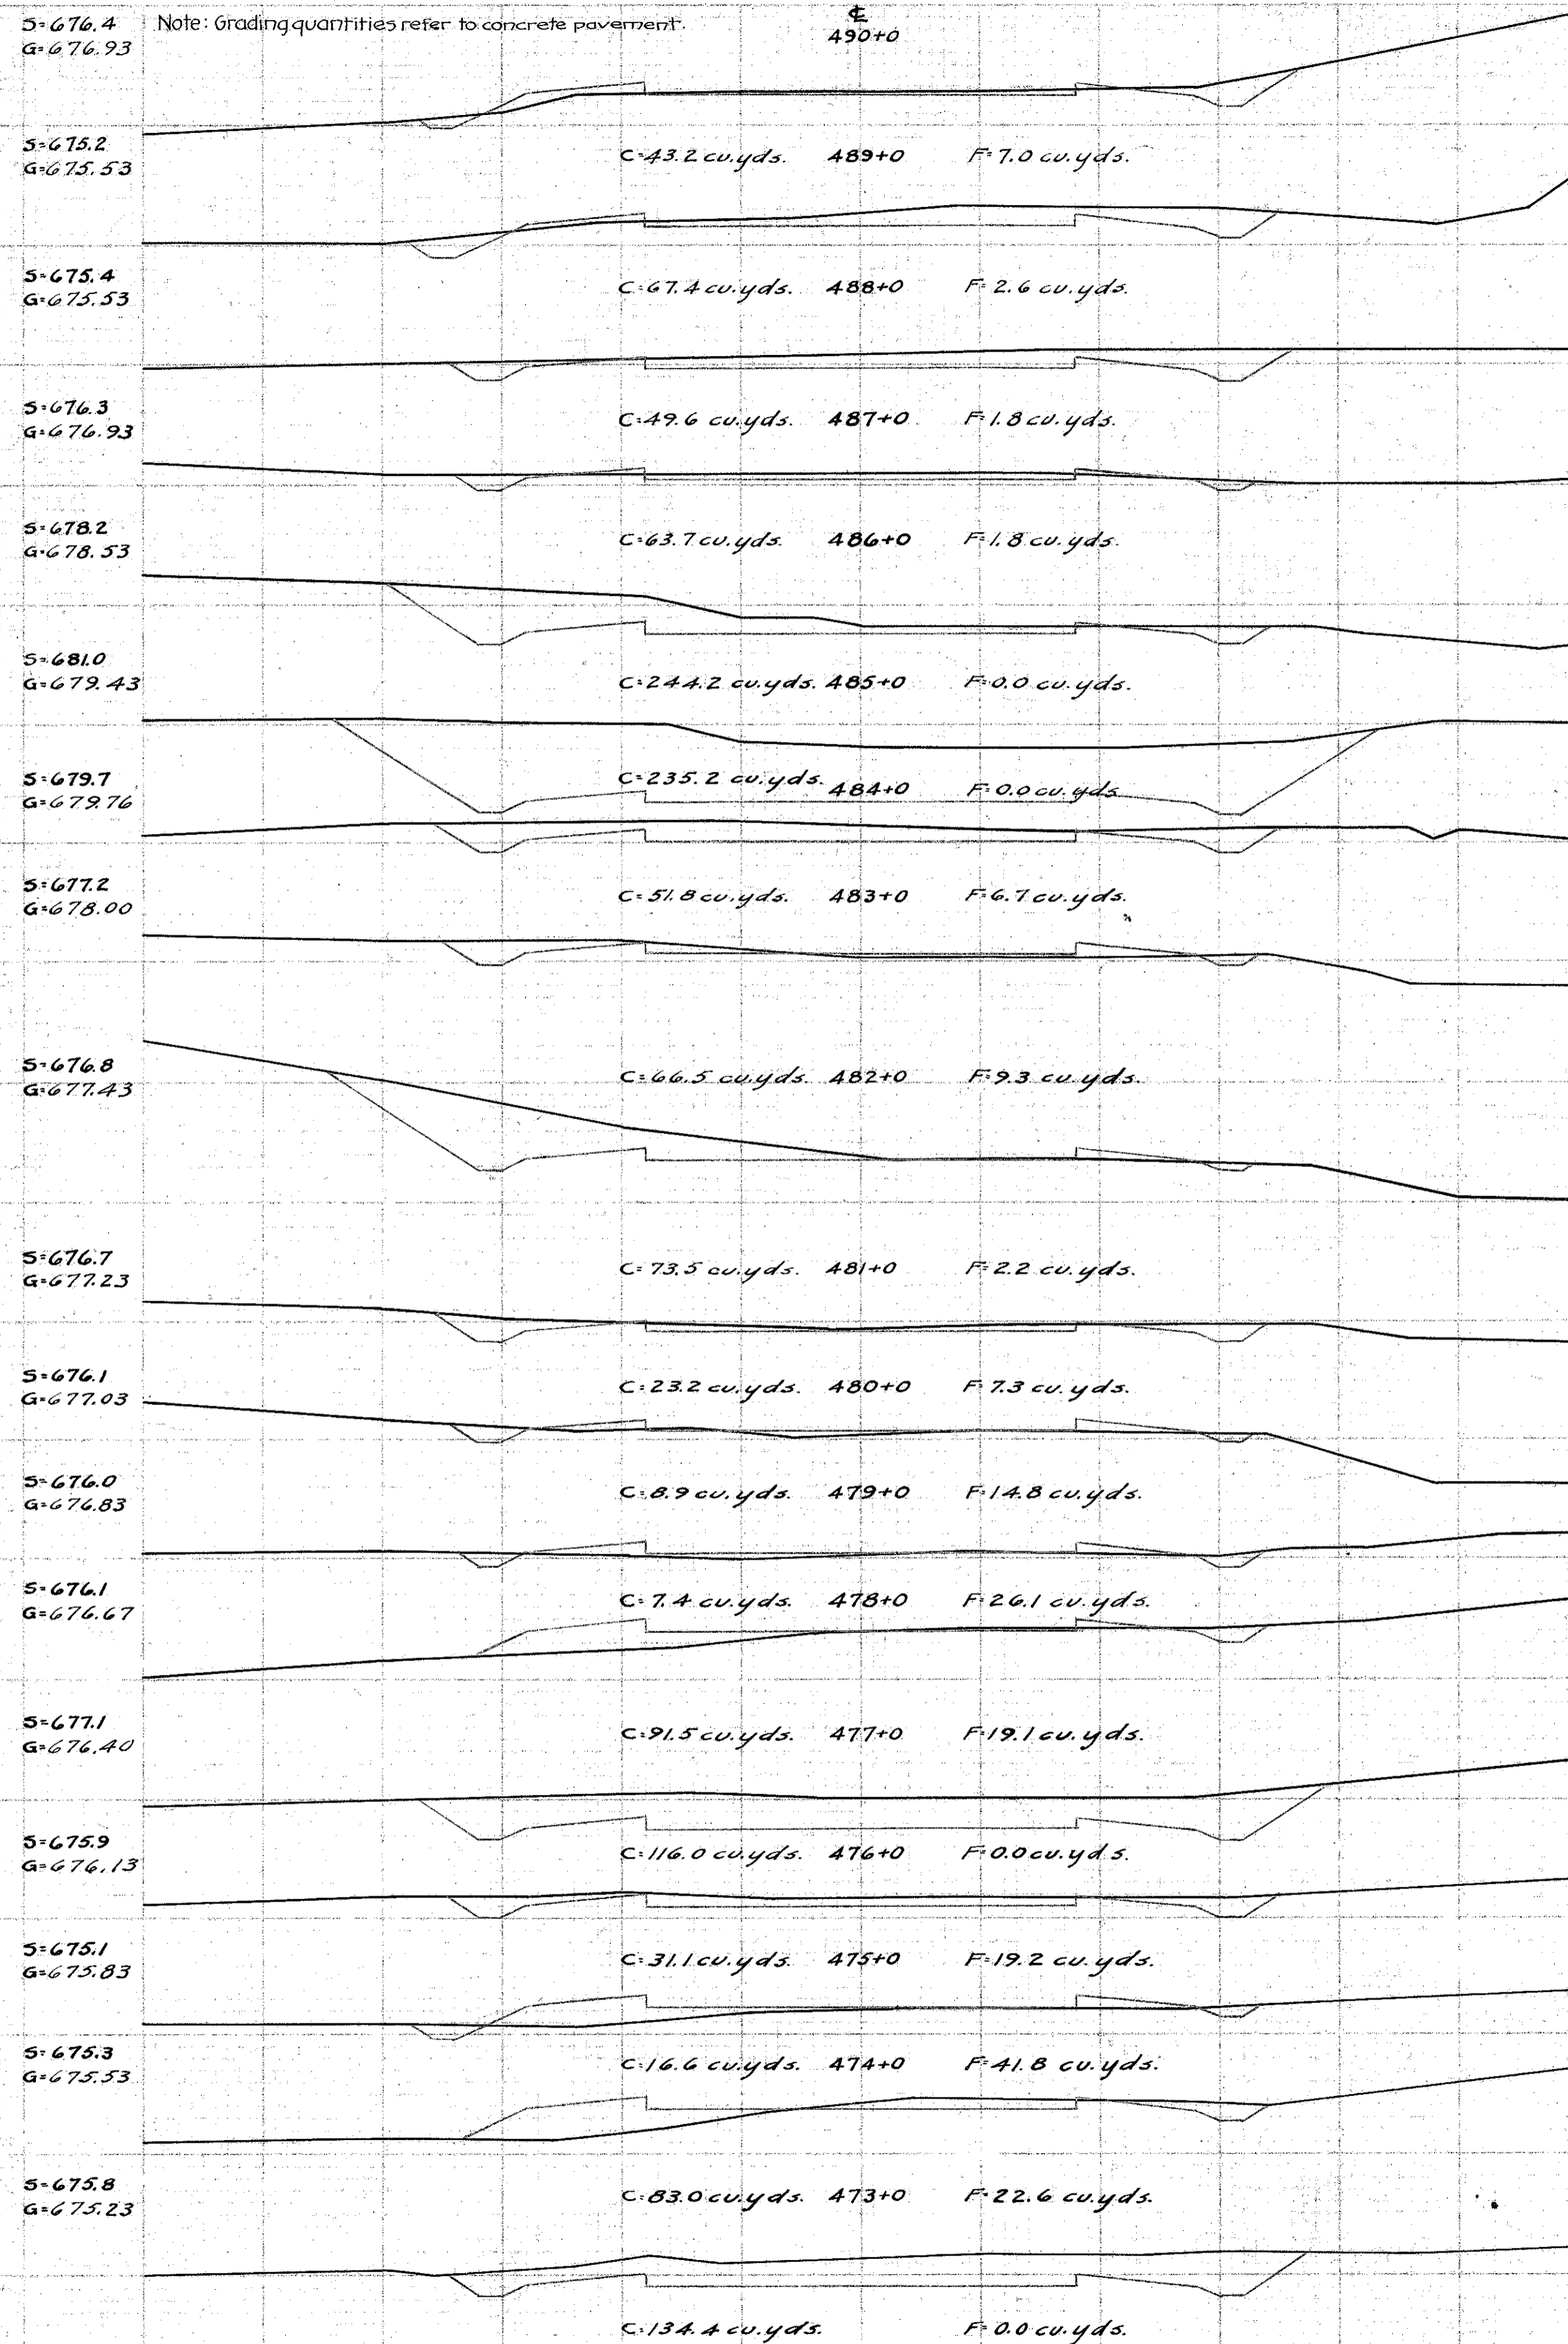 S=676.4 Note: Grading quantities refer to concrete pavement. ℄
G=676.93 490+0
S=675.2 C=43.2 cu.yds. 489+0 F=7.0 cu.yds.
G=675.53
S=675.4 C=67.4 cu.yds. 488+0 F=2.6 cu.yds.
G=675.53
S=676.3 C=49.6 cu.yds. 487+0 F=1.8 cu.yds.
G=676.93
S=678.2 C=63.7 cu.yds. 486+0 F=1.8 cu.yds.
G=678.53
S=681.0 C=244.2 cu.yds. 485+0 F=0.0 cu.yds.
G=679.43
S=679.7 C=235.2 cu.yds. 484+0 F=0.0 cu.yds.
G=679.76
S=677.2 C=51.8 cu.yds. 483+0 F=6.7 cu.yds.
G=678.00
S=676.8 C=66.5 cu.yds. 482+0 F=9.3 cu.yds.
G=677.43
S=676.7 C=73.5 cu.yds. 481+0 F=2.2 cu.yds.
G=677.23
S=676.1 C=23.2 cu.yds. 480+0 F=7.3 cu.yds.
G=677.03
S=676.0 C=8.9 cu.yds. 479+0 F=14.8 cu.yds.
G=676.83
S=676.1 C=7.4 cu.yds. 478+0 F=26.1 cu.yds.
G=676.67
S=677.1 C=91.5 cu.yds. 477+0 F=19.1 cu.yds.
G=676.40
S=675.9 C=116.0 cu.yds. 476+0 F=0.0 cu.yds.
G=676.13
S=675.1 C=31.1 cu.yds. 475+0 F=19.2 cu.yds.
G=675.83
S=675.3 C=16.6 cu.yds. 474+0 F=41.8 cu.yds.
G=675.53
S=675.8 C=83.0 cu.yds. 473+0 F=22.6 cu.yds.
G=675.23
C=134.4 cu.yds. F=0.0 cu.yds.